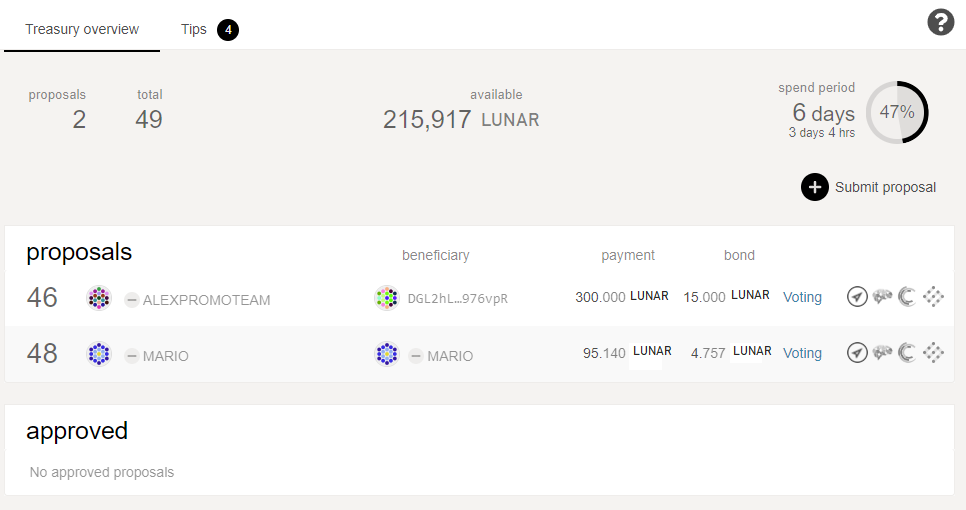 Treasury overview Tips 4 ?
proposals total available spend period
2 49 215,917 LUNAR 6 days 47%
3 days 4 hrs
Submit proposal
proposals beneficiary payment bond
46 ALEXPROMOTEAM DGL2hL…976vpR 300.000 LUNAR 15.000 LUNAR Voting
48 MARIO MARIO 95.140 LUNAR 4.757 LUNAR Voting
approved
No approved proposals